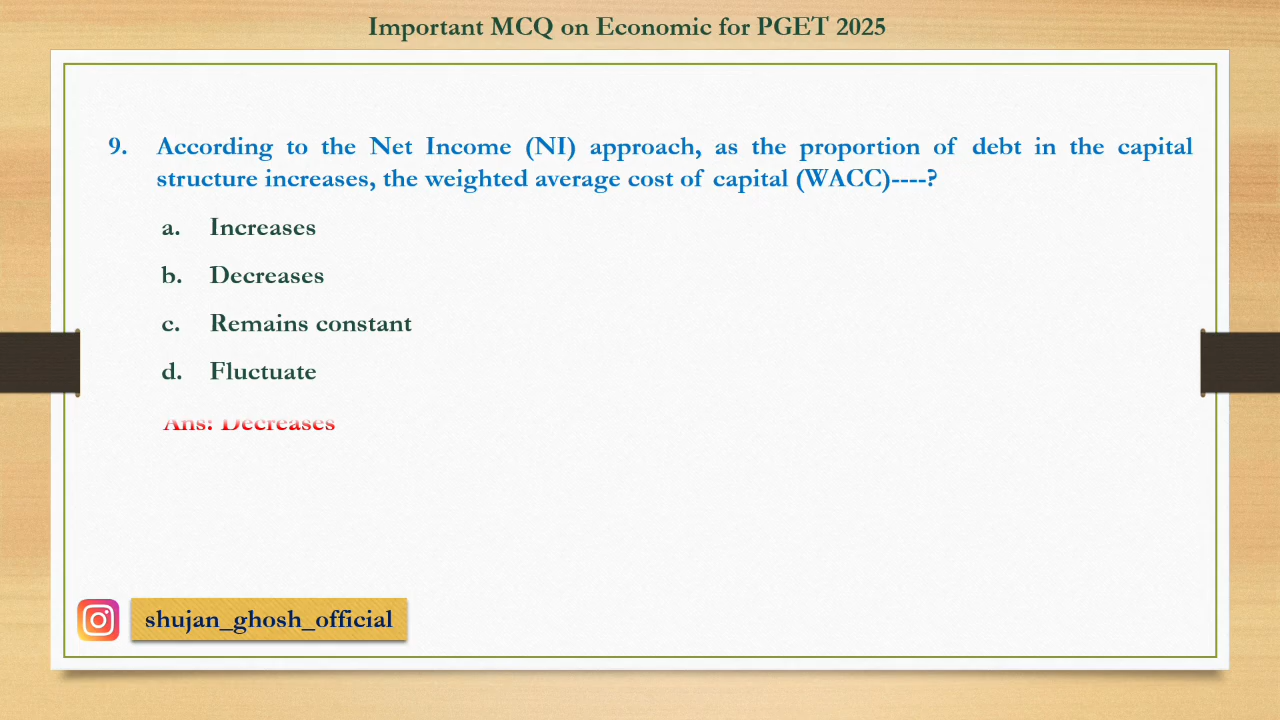 Important MCQ on Economic for PGET 2025
9. According to the Net Income (NI) approach, as the proportion of debt in the capital
structure increases, the weighted average cost of capital (WACC)----?
a. Increases
b. Decreases
c. Remains constant
d. Fluctuate
Ans: Decreases
shujan_ghosh_official